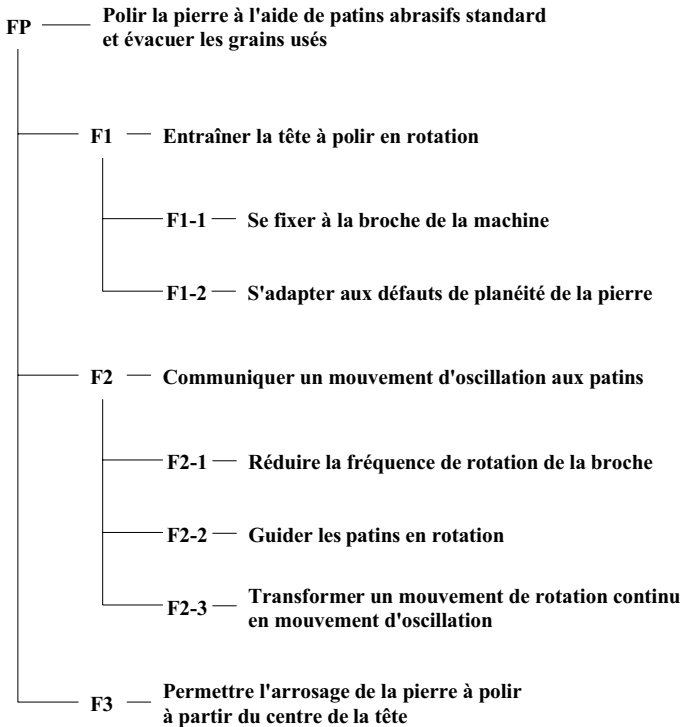 FP Polir la pierre à l'aide de patins abrasifs standard
et évacuer les grains usés
F1 Entraîner la tête à polir en rotation
F1-1 Se fixer à la broche de la machine
F1-2 S'adapter aux défauts de planéité de la pierre
F2 Communiquer un mouvement d'oscillation aux patins
F2-1 Réduire la fréquence de rotation de la broche
F2-2 Guider les patins en rotation
F2-3 Transformer un mouvement de rotation continu
en mouvement d'oscillation
F3 Permettre l'arrosage de la pierre à polir
à partir du centre de la tête